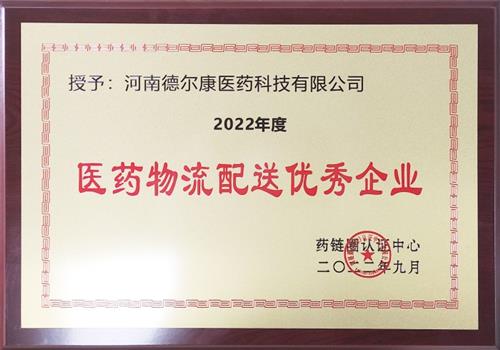 授予：河南德尔康医药科技有限公司
2022年度
医药物流配送优秀企业
药链圈认证中心
二〇二二年九月